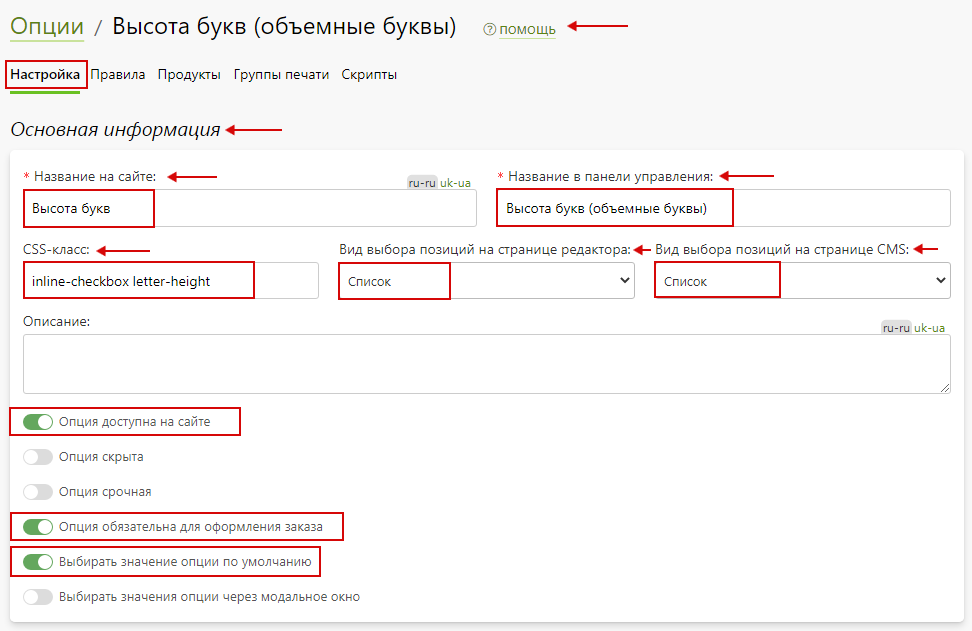 Опции / Высота букв (объемные буквы) ? помощь
Настройка Правила Продукты Группы печати Скрипты
Основная информация
* Название на сайте: ru-ru uk-ua * Название в панели управления:
Высота букв Высота букв (объемные буквы)
CSS-класс: Вид выбора позиций на странице редактора: Вид выбора позиций на странице CMS:
inline-checkbox letter-height Список Список
Описание: ru-ru uk-ua
Опция доступна на сайте
Опция скрыта
Опция срочная
Опция обязательна для оформления заказа
Выбирать значение опции по умолчанию
Выбирать значения опции через модальное окно